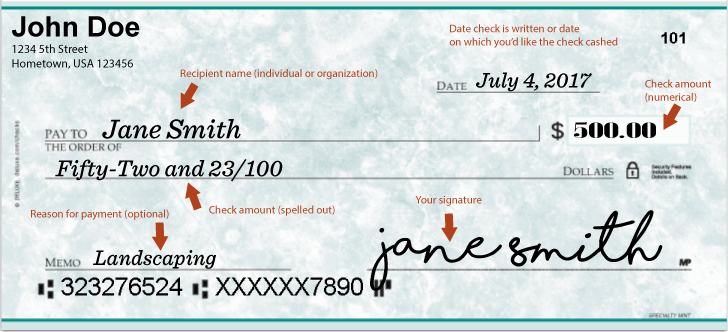 John Doe
1234 5th Street
Hometown, USA 123456
Date check is written or date
on which you'd like the check cashed
101
Recipient name (individual or organization)
DATE July 4, 2017
Check amount
(numerical)
PAY TO
THE ORDER OF
Jane Smith
$ 500.00
Fifty-Two and 23/100
DOLLARS
Security Features
Included.
Details on Back.
© DELUXE deluxe.com/checks
Reason for payment (optional)
Check amount (spelled out)
Your signature
MEMO Landscaping
jane smith
MP
323276524 XXXXXX7890
SPECIALTY MINT